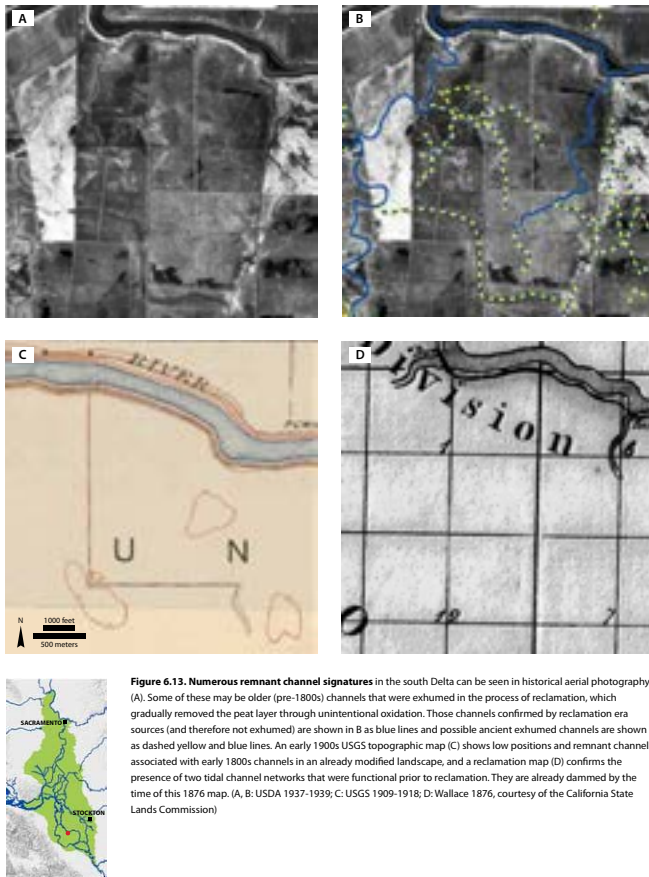 A
B
C
RIVER
U N
N
1000 feet
500 meters
D
Division
1
6
12
7
SACRAMENTO
STOCKTON
Figure 6.13. Numerous remnant channel signatures in the south Delta can be seen in historical aerial photography
(A). Some of these may be older (pre-1800s) channels that were exhumed in the process of reclamation, which
gradually removed the peat layer through unintentional oxidation. Those channels confirmed by reclamation era
sources (and therefore not exhumed) are shown in B as blue lines and possible ancient exhumed channels are shown
as dashed yellow and blue lines. An early 1900s USGS topographic map (C) shows low positions and remnant channel
associated with early 1800s channels in an already modified landscape, and a reclamation map (D) confirms the
presence of two tidal channel networks that were functional prior to reclamation. They are already dammed by the
time of this 1876 map. (A, B: USDA 1937-1939; C: USGS 1909-1918; D: Wallace 1876, courtesy of the California State
Lands Commission)